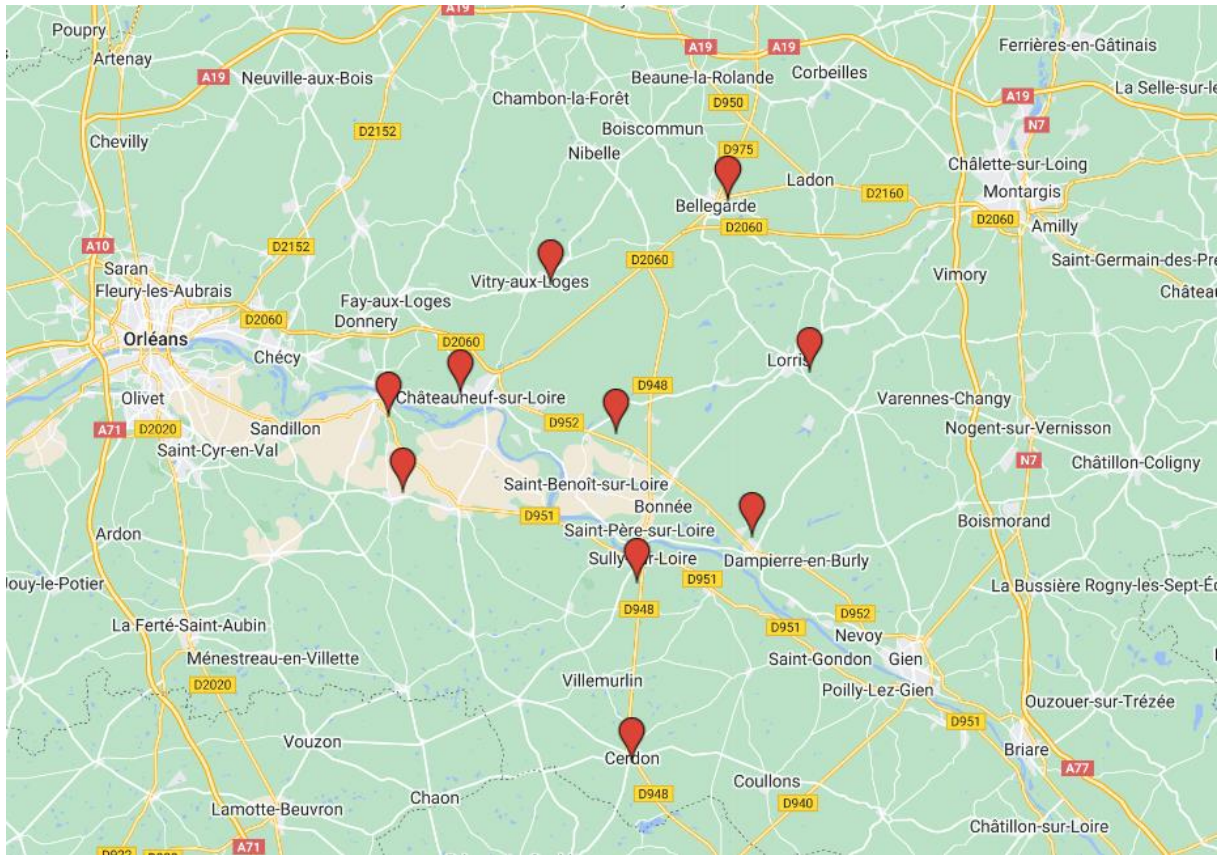 A19
Poupry
Artenay
A19
A19
Ferrières-en-Gâtinais
A19
Neuville-aux-Bois
Beaune-la-Rolande
Corbeilles
La Selle-sur-le
Chambon-la-Forêt
D950
A19
D2152
Boiscommun
N7
Chevilly
D975
Nibelle
Châlette-sur-Loing
Ladon
D2160
Montargis
Bellegarde
D2060
D2060
Amilly
A10
D2152
Saran
D2060
Saint-Germain-des-Pré
Vitry-aux-Loges
Vimory
Fleury-les-Aubrais
Fay-aux-Loges
Château
D2060
Donnery
Orléans
D2060
Chécy
Lorris
D948
Olivet
Châteauneuf-sur-Loire
Varennes-Changy
D952
A71
D2020
Sandillon
Nogent-sur-Vernisson
Saint-Cyr-en-Val
N7
Châtillon-Coligny
Saint-Benoît-sur-Loire
Bonnée
D951
Boismorand
Ardon
Saint-Père-sur-Loire
Sully-sur-Loire
Dampierre-en-Burly
Jouy-le-Potier
D951
La Bussière
Rogny-les-Sept-Éc
D948
D952
La Ferté-Saint-Aubin
D951
Nevoy
Ménestreau-en-Villette
Saint-Gondon
Gien
D2020
Villemurlin
Poilly-Lez-Gien
Ouzouer-sur-Trézée
D951
Vouzon
Cerdon
Briare
A77
Coullons
Chaon
D948
D940
Lamotte-Beuvron
Châtillon-sur-Loire
A71